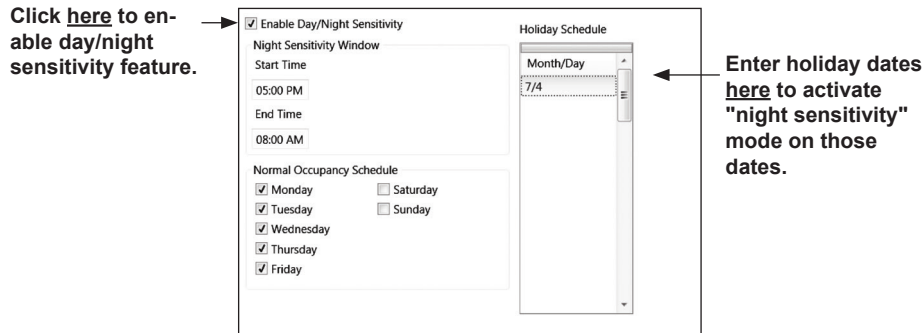 Click here to en-
able day/night
sensitivity feature.
Enable Day/Night Sensitivity
Night Sensitivity Window
Start Time
05:00 PM
End Time
08:00 AM
Normal Occupancy Schedule
Monday
Saturday
Tuesday
Sunday
Wednesday
Thursday
Friday
Holiday Schedule
Month/Day
7/4
Enter holiday dates
here to activate
"night sensitivity"
mode on those
dates.